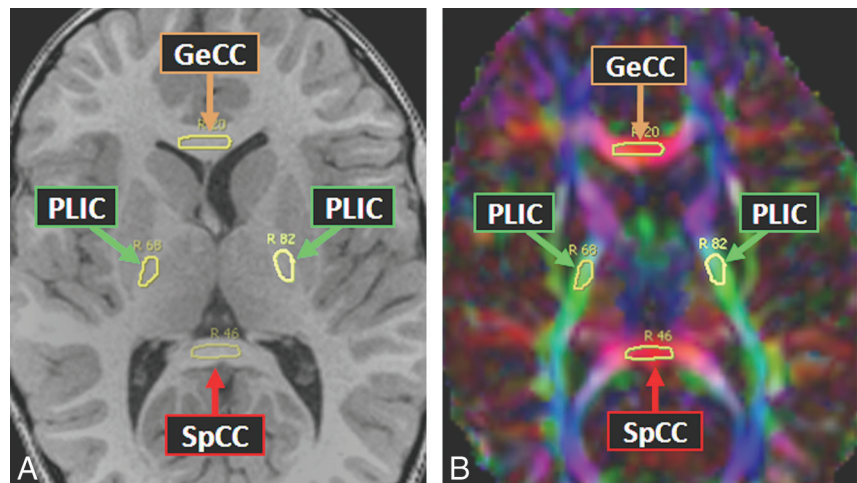 GeCC
R 20
PLIC
PLIC
R 68
R 82
R 46
SpCC
A
GeCC
R 20
PLIC
PLIC
R 68
R 82
R 46
SpCC
B